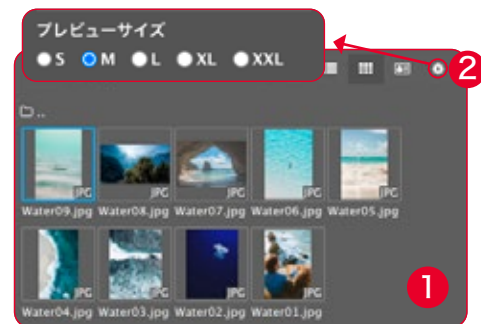 プレビューサイズ
S M L XL XXL
2
..
JPG JPG JPG JPG JPG
Water09.jpg Water08.jpg Water07.jpg Water06.jpg Water05.jpg
JPG JPG JPG JPG
Water04.jpg Water03.jpg Water02.jpg Water01.jpg
1